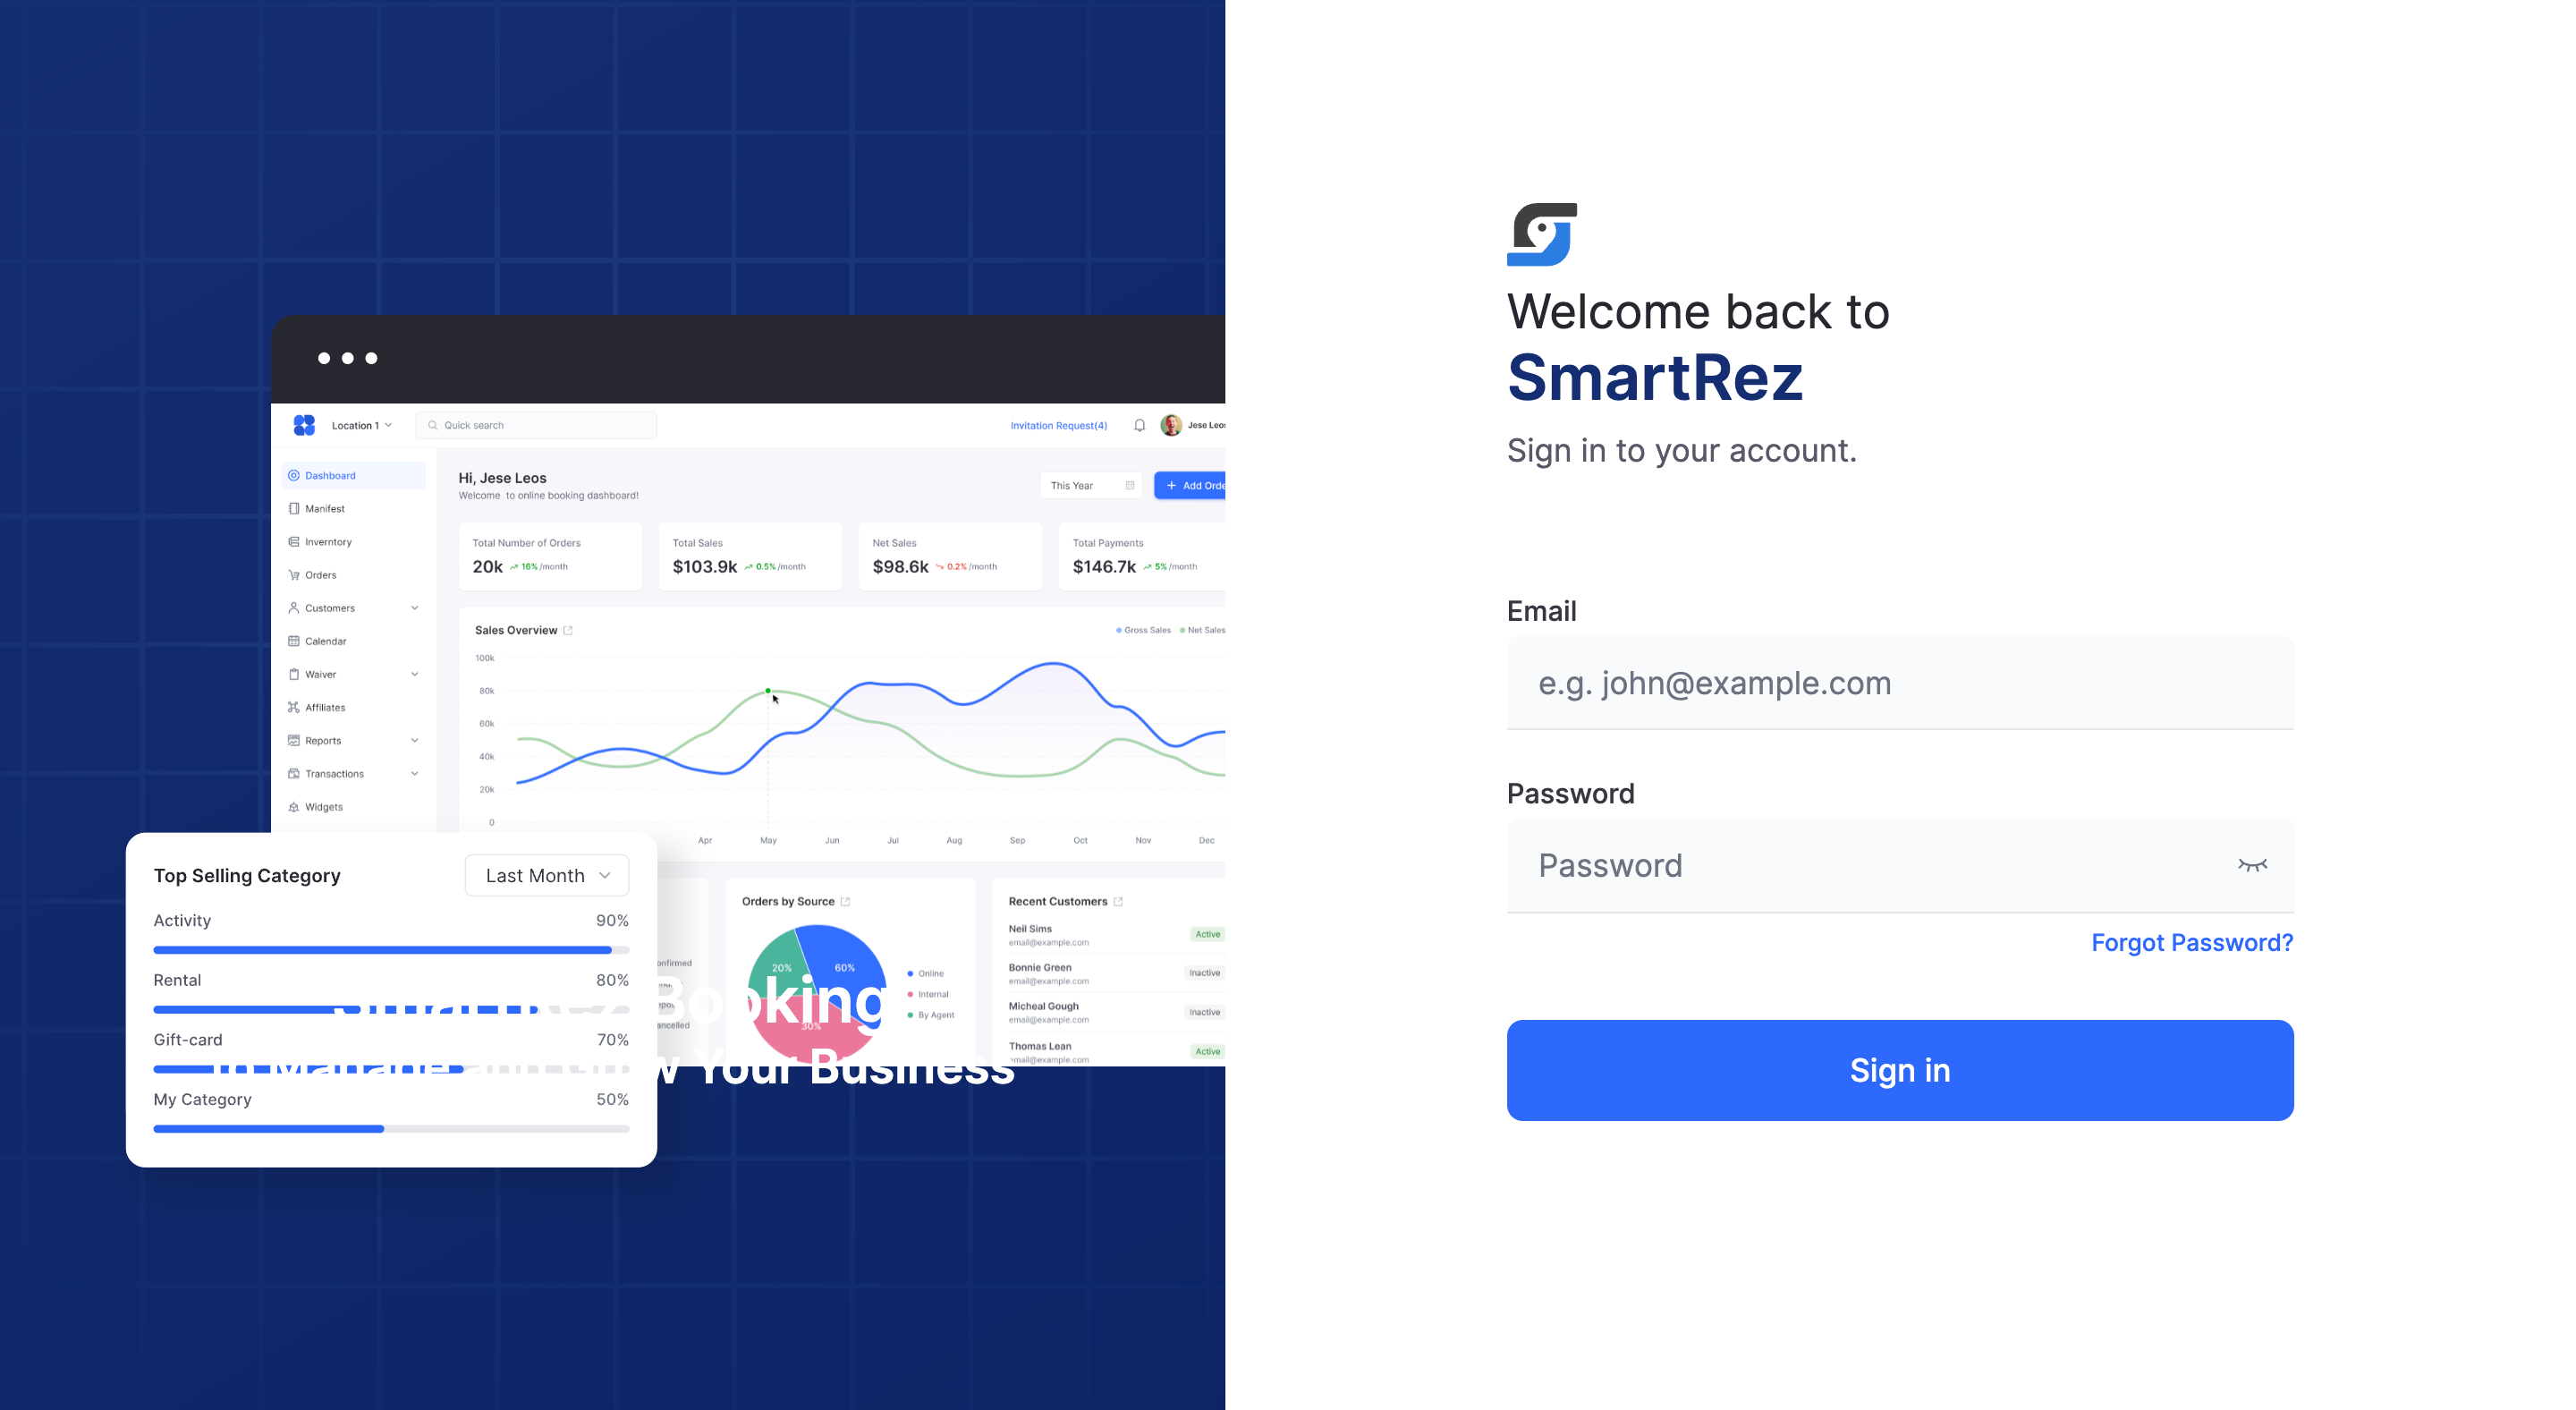 Location 1
Quick search
Invitation Request(4)
Dashboard
Manifest
Inverntory
Orders
Customers
Calendar
Waiver
Affiliates
Reports
Transactions
Widgets
Hi, Jese Leos
Welcome to online booking dashboard!
This Year
Total Number of Orders
20k 16% /month
Total Sales
$103.9k 0.5% /month
Net Sales
$98.6k 0.2% /month
Total Payments
$146.7k 5% /month
Sales Overview
Gross Sales Net Sales
100k
80k
60k
40k
20k
0
Apr May Jun Jul Aug Sep Oct Nov Dec
Top Selling Category
Last Month
Activity 90%
Rental 80%
Gift-card 70%
My Category 50%
Orders by Source
20% 60%
30%
Online
Internal
By Agent
Recent Customers
Neil Sims
email@example.com
Active
Bonnie Green
email@example.com
Inactive
Micheal Gough
email@example.com
Inactive
Thomas Lean
email@example.com
Active
Booking
Your Business
Welcome back to
SmartRez
Sign in to your account.
Email
e.g. john@example.com
Password
Password
Forgot Password?
Sign in